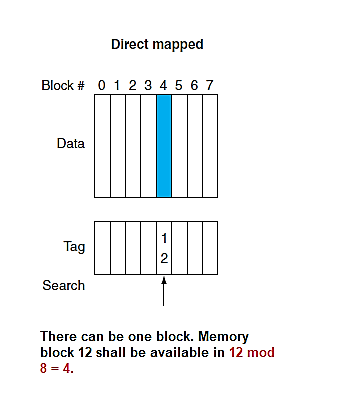 Direct mapped
Block # 0 1 2 3 4 5 6 7
Data
Tag
1
2
Search
There can be one block. Memory
block 12 shall be available in 12 mod
8 = 4.